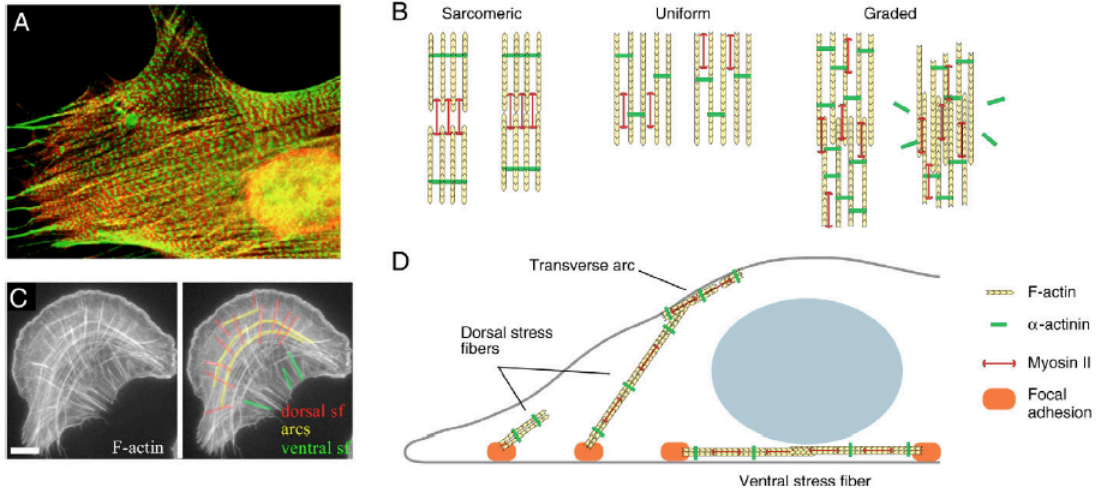 A
B
Sarcomeric
Uniform
Graded
C
F-actin
dorsal sf
arcs
ventral sf
D
Transverse arc
Dorsal stress
fibers
Ventral stress fiber
F-actin
α-actinin
Myosin II
Focal
adhesion